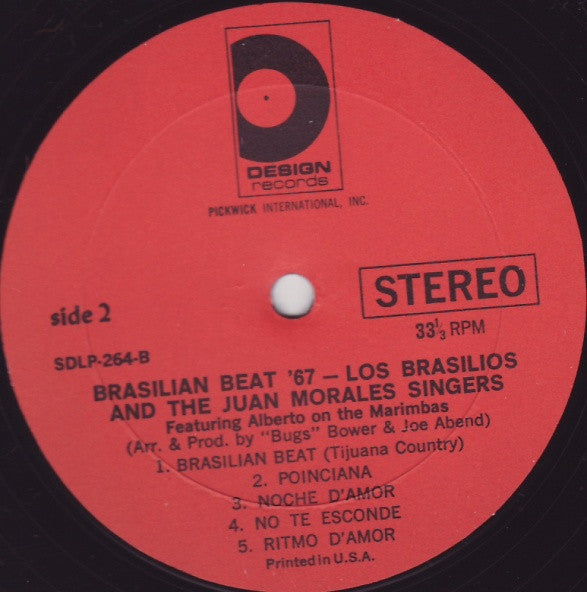 DESIGN
records
PICKWICK INTERNATIONAL, INC.
STEREO
side 2
33⅓ RPM
SDLP-264-B
BRASILIAN BEAT '67 — LOS BRASILIOS
AND THE JUAN MORALES SINGERS
Featuring Alberto on the Marimbas
(Arr. & Prod. by "Bugs" Bower & Joe Abend)
1. BRASILIAN BEAT (Tijuana Country)
2. POINCIANA
3. NOCHE D'AMOR
4. NO TE ESCONDE
5. RITMO D'AMOR
Printed in U.S.A.